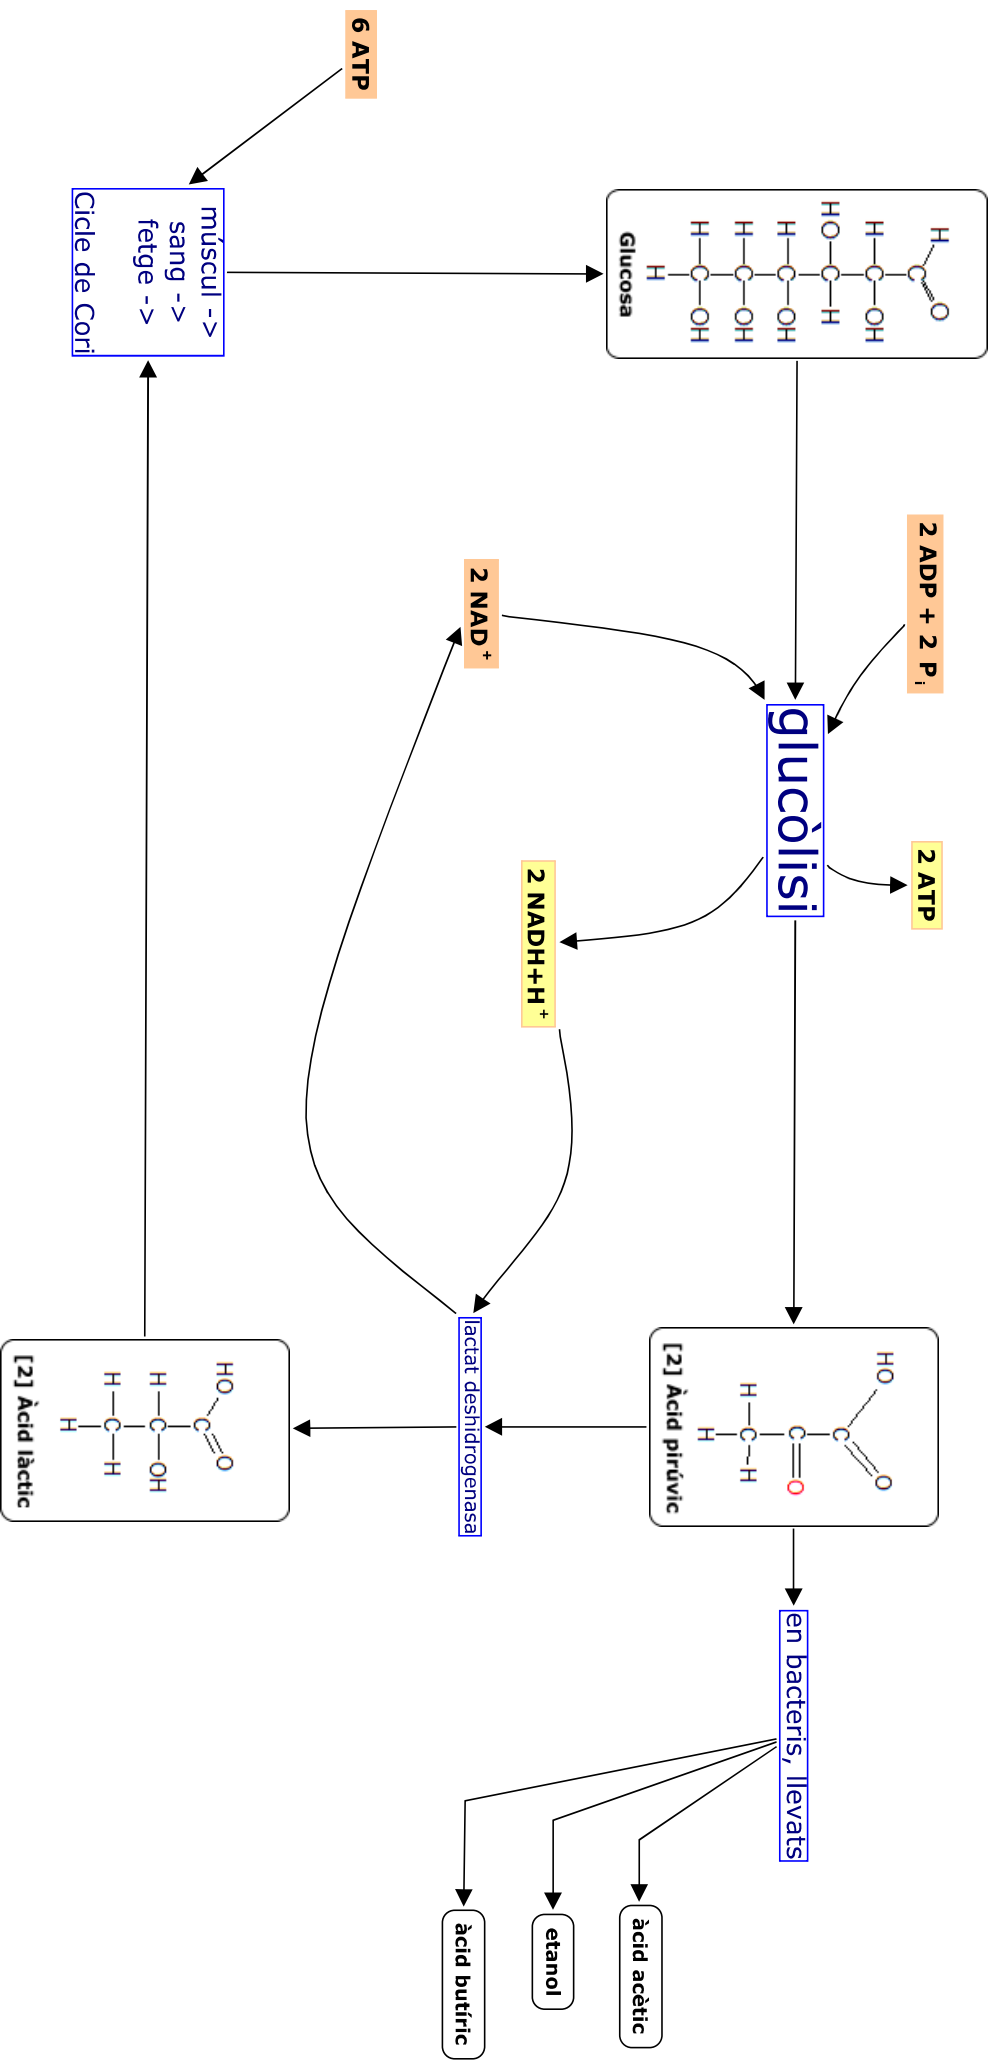 H O
C
H C OH
HO C H
H C OH
H C OH
H C OH
H
Glucosa
2 ADP + 2 Pi
2 ATP
glucòlisi
HO O
C
C O
H C H
H
[2] Àcid pirúvic
en bacteris, llevats
àcid acètic
etanol
àcid butíric
2 NADH+H+
2 NAD+
lactat deshidrogenasa
6 ATP
múscul ->
sang ->
fetge ->
Cicle de Cori
HO O
C
H C OH
H C H
H
[2] Àcid làctic